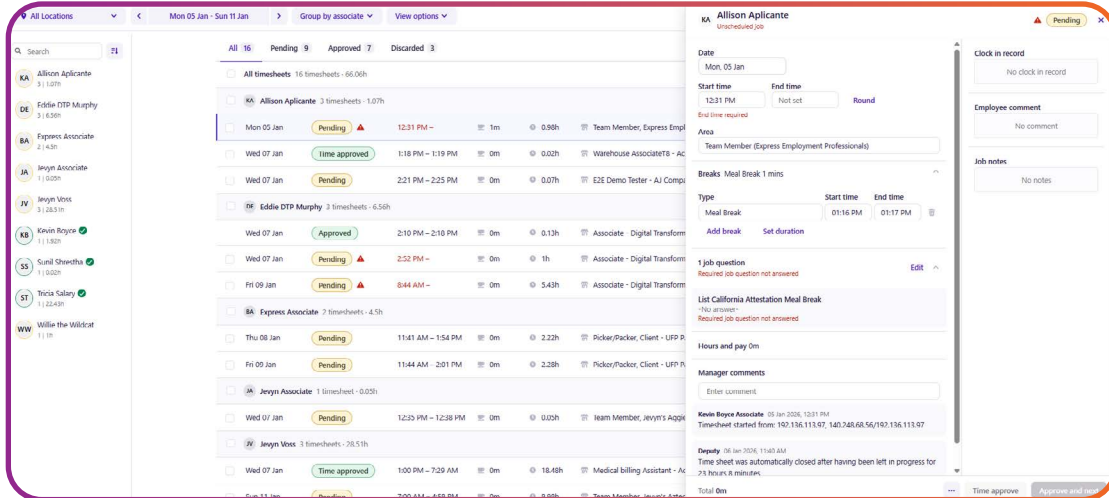 All Locations
Mon 05 Jan - Sun 11 Jan
Group by associate
View options
Search
KA Allison Aplicante
3 | 1.07h
DE Eddie DTP Murphy
3 | 6.56h
BA Express Associate
2 | 4.5h
JA Jevyn Associate
1 | 0.05h
JV Jevyn Voss
3 | 28.51h
KB Kevin Boyce
1 | 1.92h
SS Sunil Shrestha
1 | 0.02h
ST Tricia Salary
1 | 22.43h
WW Willie the Wildcat
1 | 1h
All 16 Pending 9 Approved 7 Discarded 3
All timesheets 16 timesheets - 66.06h
KA Allison Aplicante 3 timesheets - 1.07h
Mon 05 Jan Pending 12:31 PM – 1m 0.98h Team Member, Express Empl
Wed 07 Jan Time approved 1:18 PM – 1:19 PM 0m 0.02h Warehouse AssociateT8 - Ac
Wed 07 Jan Pending 2:21 PM – 2:25 PM 0m 0.07h E2E Demo Tester - AJ Compa
DE Eddie DTP Murphy 3 timesheets - 6.56h
Wed 07 Jan Approved 2:10 PM – 2:18 PM 0m 0.13h Associate - Digital Transform
Wed 07 Jan Pending 2:52 PM – 0m 1h Associate - Digital Transform
Fri 09 Jan Pending 8:44 AM – 0m 5.43h Associate - Digital Transform
BA Express Associate 2 timesheets - 4.5h
Thu 08 Jan Pending 11:41 AM – 1:54 PM 0m 2.22h Picker/Packer, Client - UFP P
Fri 09 Jan Pending 11:44 AM – 2:01 PM 0m 2.28h Picker/Packer, Client - UFP P
JA Jevyn Associate 1 timesheet - 0.05h
Wed 07 Jan Pending 12:35 PM – 12:38 PM 0m 0.05h Team Member, Jevyn's Aggie
JV Jevyn Voss 3 timesheets - 28.51h
Wed 07 Jan Time approved 1:00 PM – 7:29 AM 0m 18.48h Medical billing Assistant - Ac
Sun 11 Jan Pending 7:00 AM – 4:59 PM 0m 9.98h Team Member, Jevyn's Aztec
KA Allison Aplicante
Unscheduled job
Pending
Date
Mon, 05 Jan
Start time End time
12:31 PM Not set Round
End time required
Area
Team Member (Express Employment Professionals)
Breaks Meal Break 1 mins
Type Start time End time
Meal Break 01:16 PM 01:17 PM
Add break Set duration
1 job question Edit
Required job question not answered
List California Attestation Meal Break
-No answer-
Required job question not answered
Hours and pay 0m
Manager comments
Enter comment
Kevin Boyce Associate 05 Jan 2026, 12:31 PM
Timesheet started from: 192.136.113.97, 140.248.68.56/192.136.113.97
Deputy 06 Jan 2026, 11:40 AM
Time sheet was automatically closed after having been left in progress for
23 hours 8 minutes
Total 0m Time approve Approve and next
Clock in record
No clock in record
Employee comment
No comment
Job notes
No notes